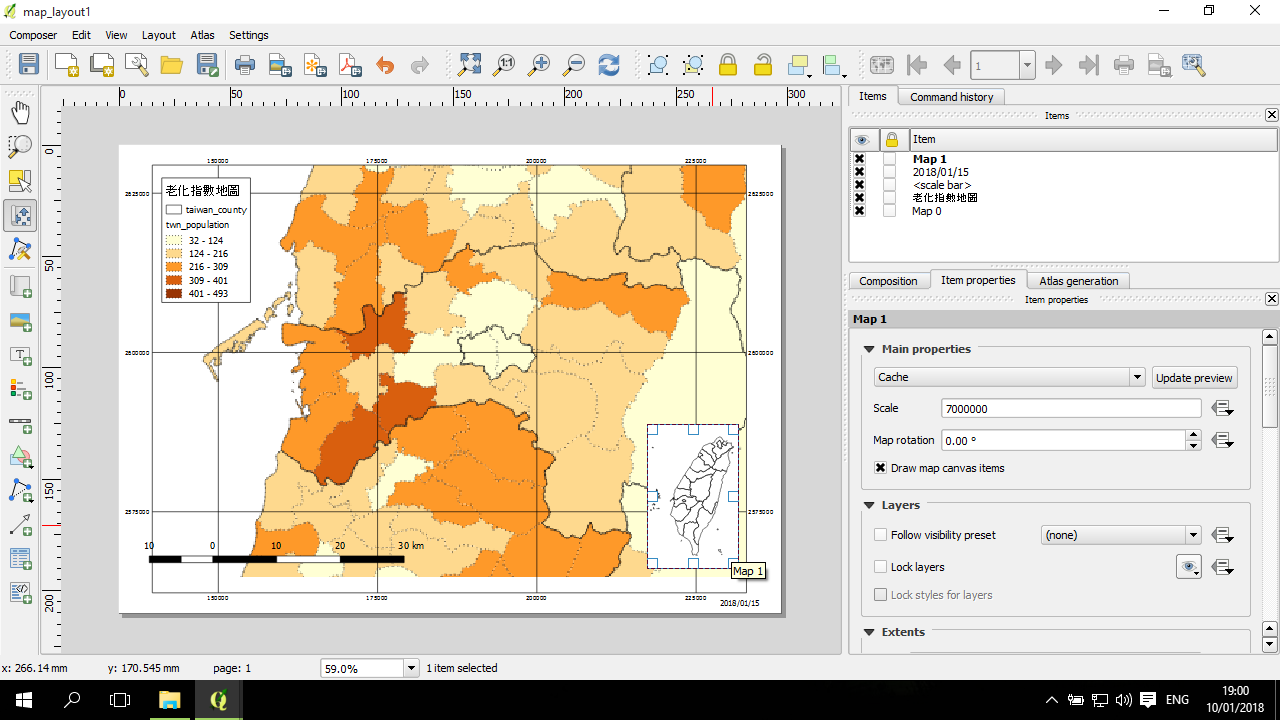 map_layout1
Composer Edit View Layout Atlas Settings
1:1 1
0 50 100 150 200 250 300
Items Command history
Items
Item
Map 1
2018/01/15
<scale bar>
老化指數地圖
Map 0
Composition Item properties Atlas generation
Item properties
Map 1
Main properties
Cache Update preview
Scale 7000000
Map rotation 0.00 °
Draw map canvas items
Layers
Follow visibility preset (none)
Lock layers
Lock styles for layers
Extents
0
50
100
150
200
150000 175000 200000 225000
2625000 2625000
老化指數地圖
taiwan_county
twn_population
32 - 124
124 - 216
216 - 309
309 - 401
401 - 493
2600000 2600000
2575000 2575000
10 0 10 20 30 km
Map 1
150000 175000 200000 225000
2018/01/15
x: 266.14 mm y: 170.545 mm page: 1 59.0% 1 item selected
ENG
19:00
10/01/2018